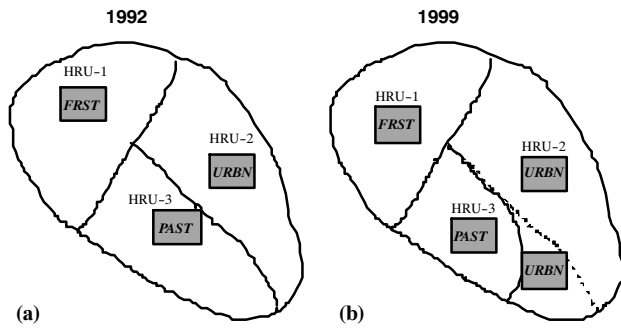 1992
HRU-1
FRST
HRU-2
URBN
HRU-3
PAST
(a)
1999
HRU-1
FRST
HRU-2
URBN
HRU-3
PAST
URBN
(b)